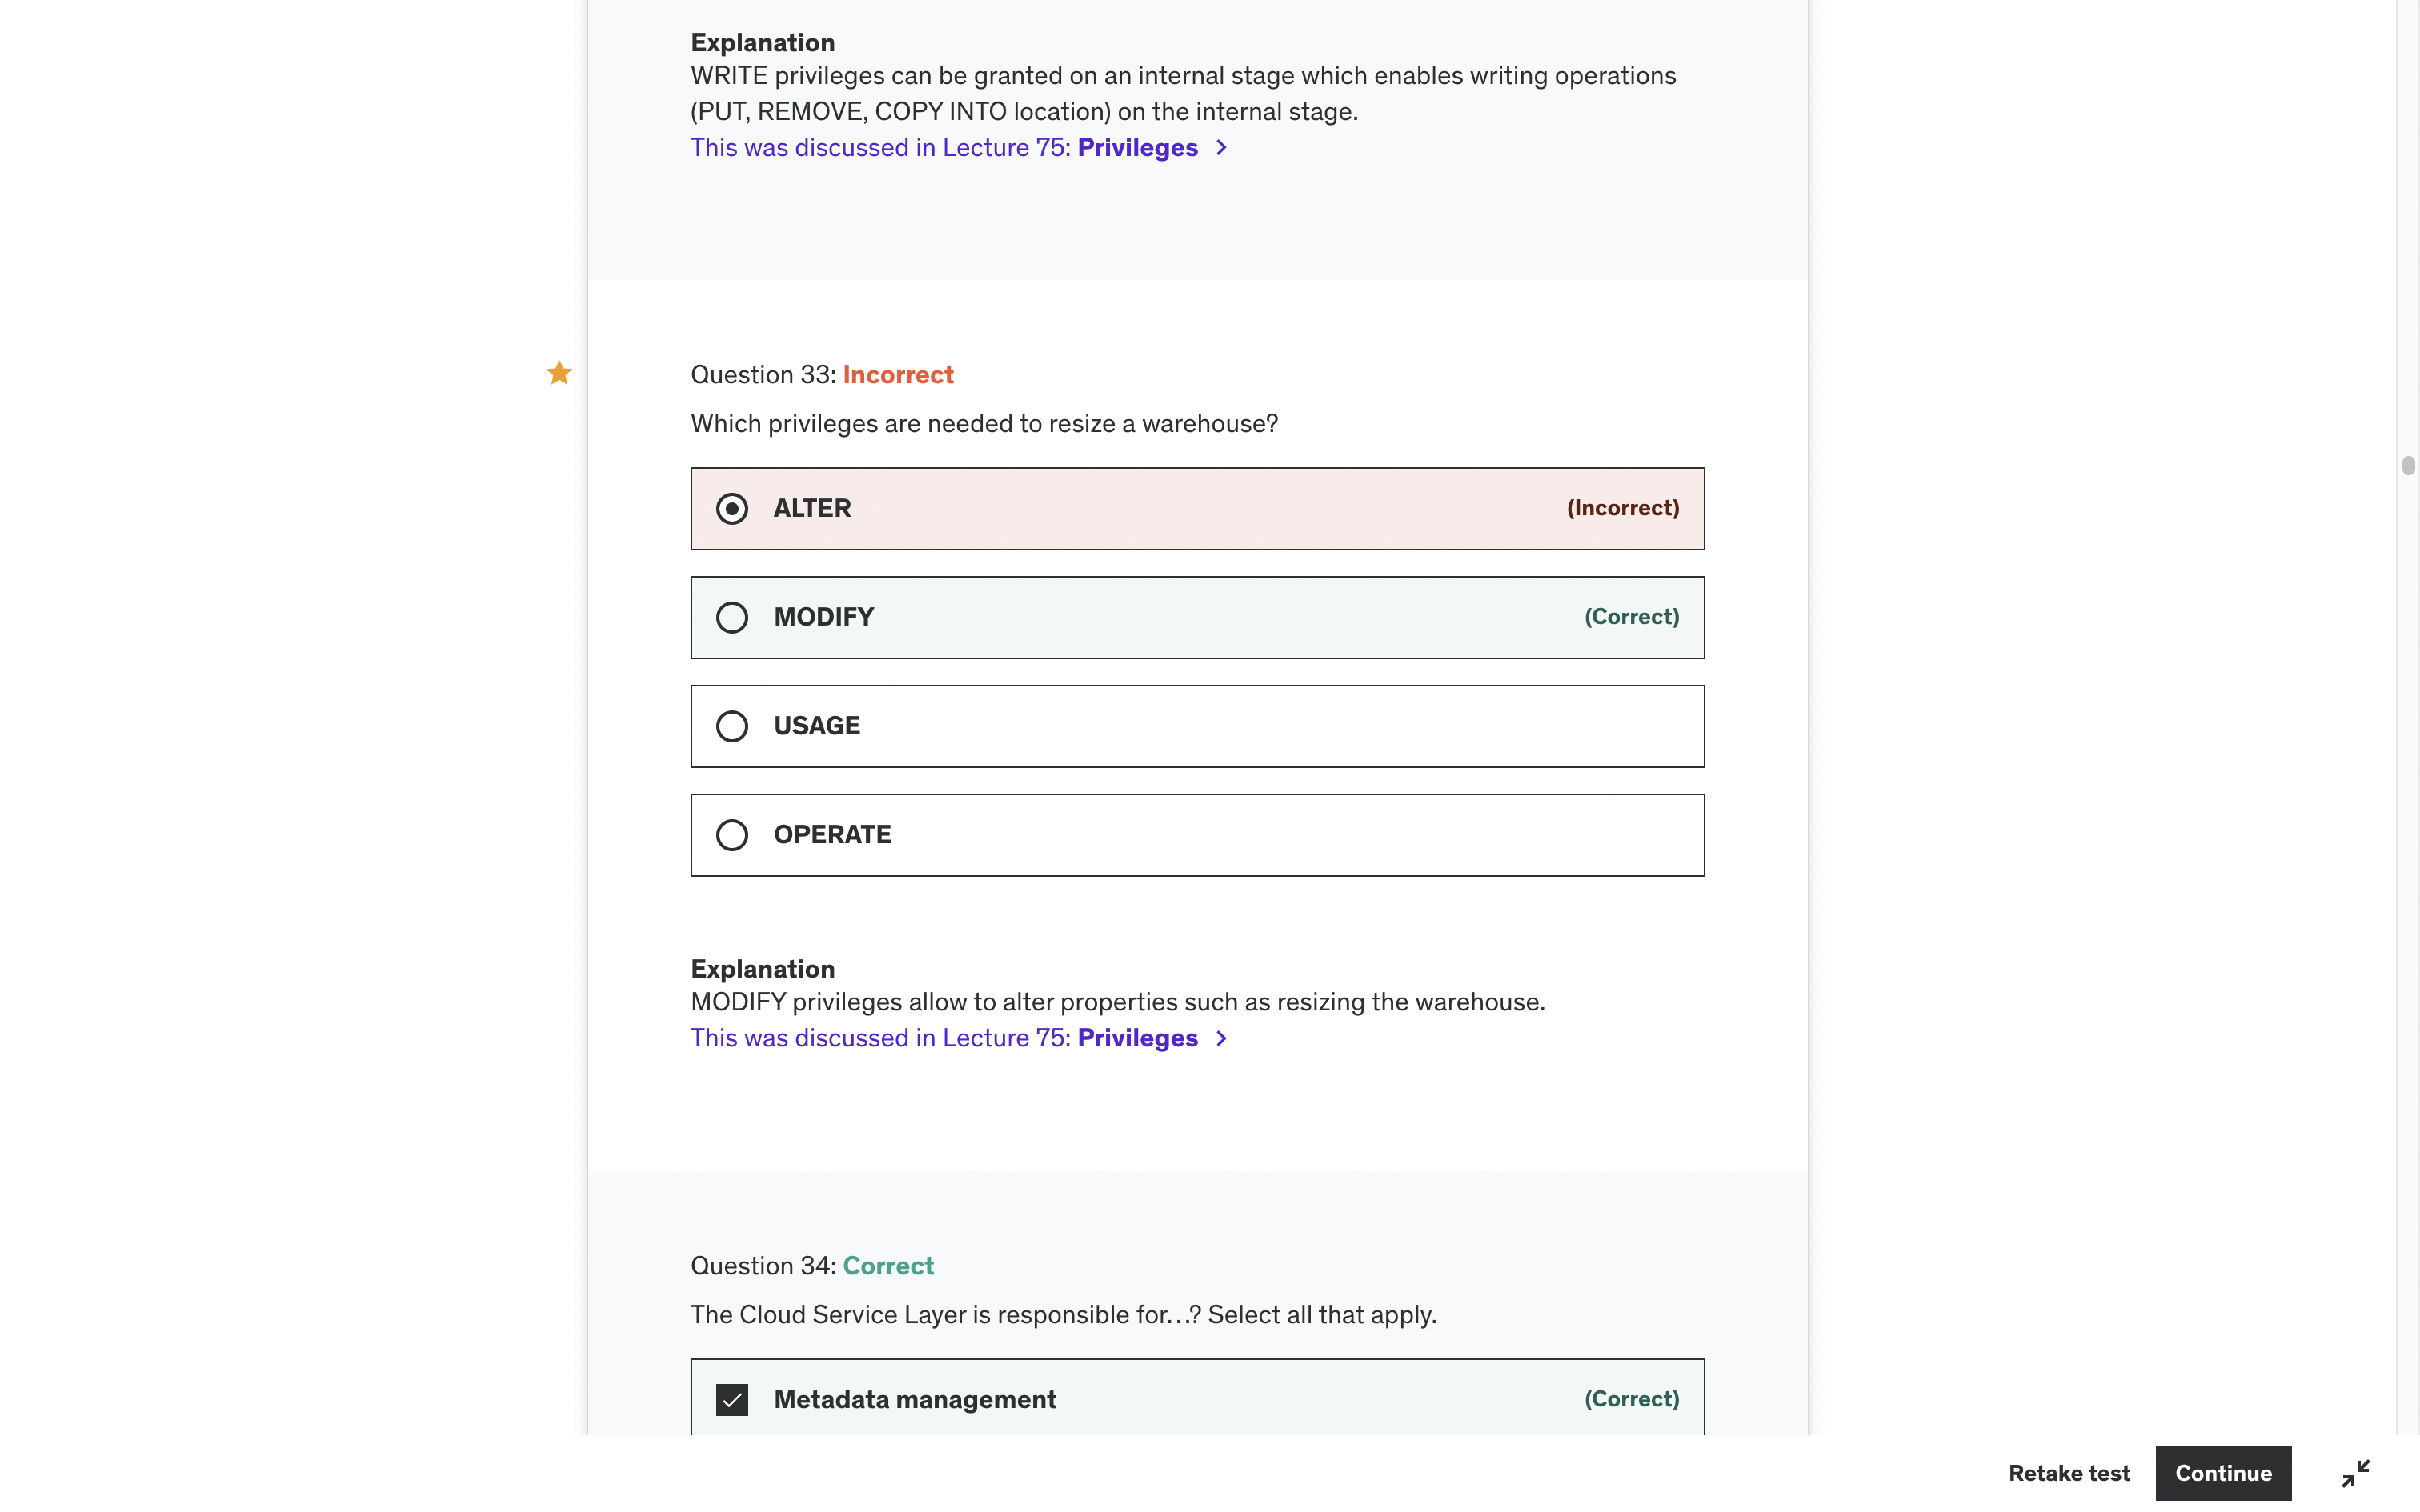 Explanation
WRITE privileges can be granted on an internal stage which enables writing operations
(PUT, REMOVE, COPY INTO location) on the internal stage.
This was discussed in Lecture 75: Privileges >
Question 33: Incorrect
Which privileges are needed to resize a warehouse?
ALTER (Incorrect)
MODIFY (Correct)
USAGE
OPERATE
Explanation
MODIFY privileges allow to alter properties such as resizing the warehouse.
This was discussed in Lecture 75: Privileges >
Question 34: Correct
The Cloud Service Layer is responsible for...? Select all that apply.
Metadata management (Correct)
Retake test Continue